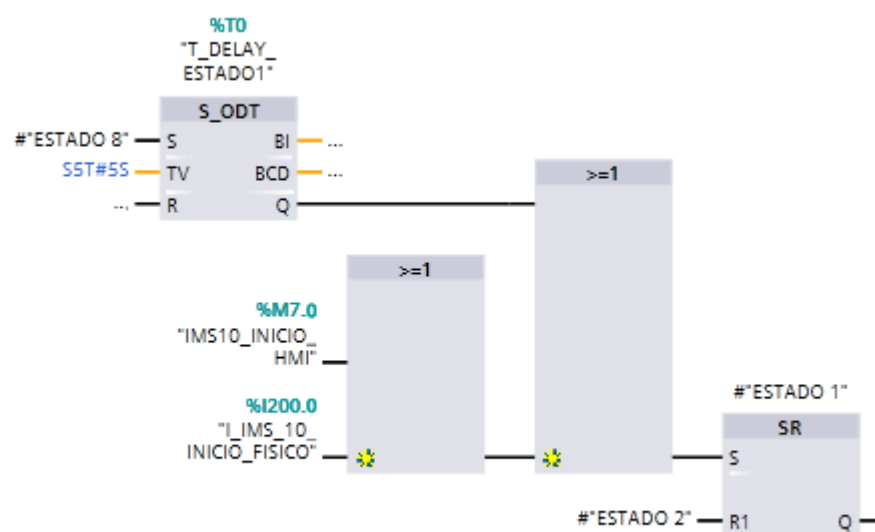 %T0
"T_DELAY_
ESTADO1"
S_ODT
#"ESTADO 8"
S
BI
...
S5T#5S
TV
BCD
...
...
R
Q
>=1
>=1
%M7.0
"IMS10_INICIO_
HMI"
%I200.0
"I_IMS_10_
INICIO_FISICO"
#"ESTADO 1"
SR
S
#"ESTADO 2"
R1
Q